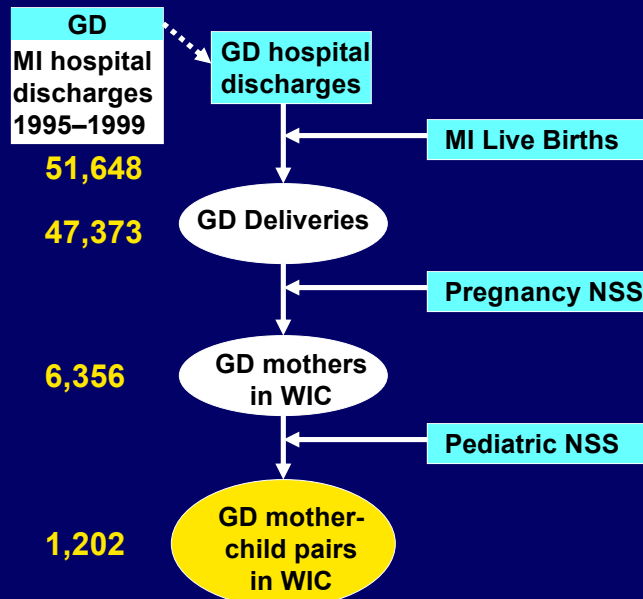 GD
MI hospital
discharges
1995–1999
GD hospital
discharges
MI Live Births
51,648
GD Deliveries
47,373
Pregnancy NSS
GD mothers
in WIC
6,356
Pediatric NSS
GD mother-
child pairs
in WIC
1,202